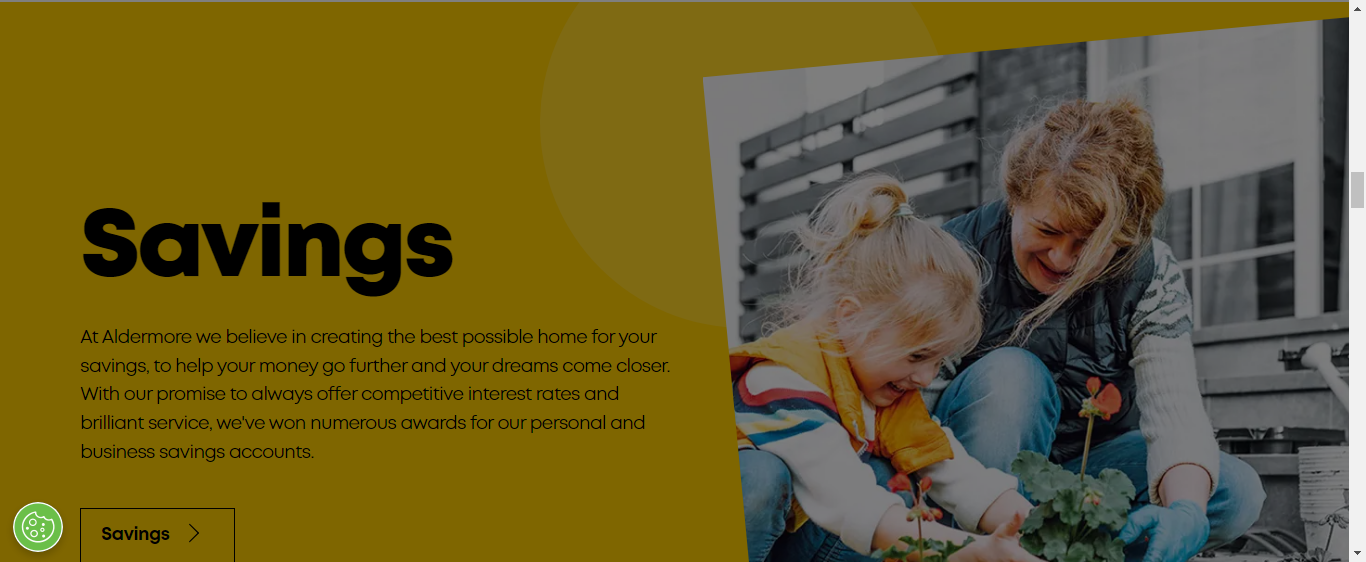 Savings
At Aldermore we believe in creating the best possible home for your
savings, to help your money go further and your dreams come closer.
With our promise to always offer competitive interest rates and
brilliant service, we've won numerous awards for our personal and
business savings accounts.
Savings